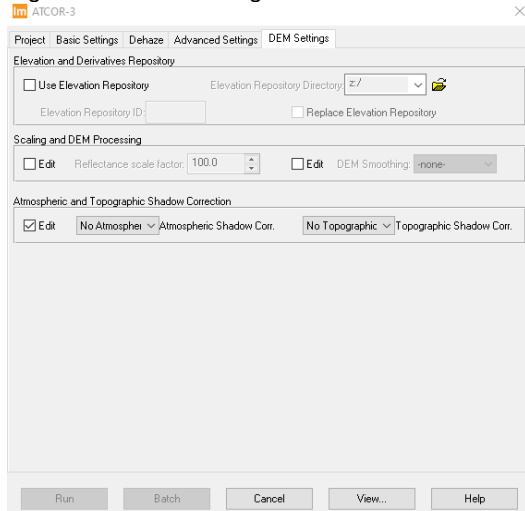 Im ATCOR-3
Project Basic Settings Dehaze Advanced Settings DEM Settings
Elevation and Derivatives Repository
Use Elevation Repository Elevation Repository Directory: z:/
Elevation Repository ID: Replace Elevation Repository
Scaling and DEM Processing
Edit Reflectance scale factor: 100.0 Edit DEM Smoothing: -none-
Atmospheric and Topographic Shadow Correction
Edit No Atmospher Atmospheric Shadow Corr. No Topographic Topographic Shadow Corr.
Run Batch Cancel View... Help